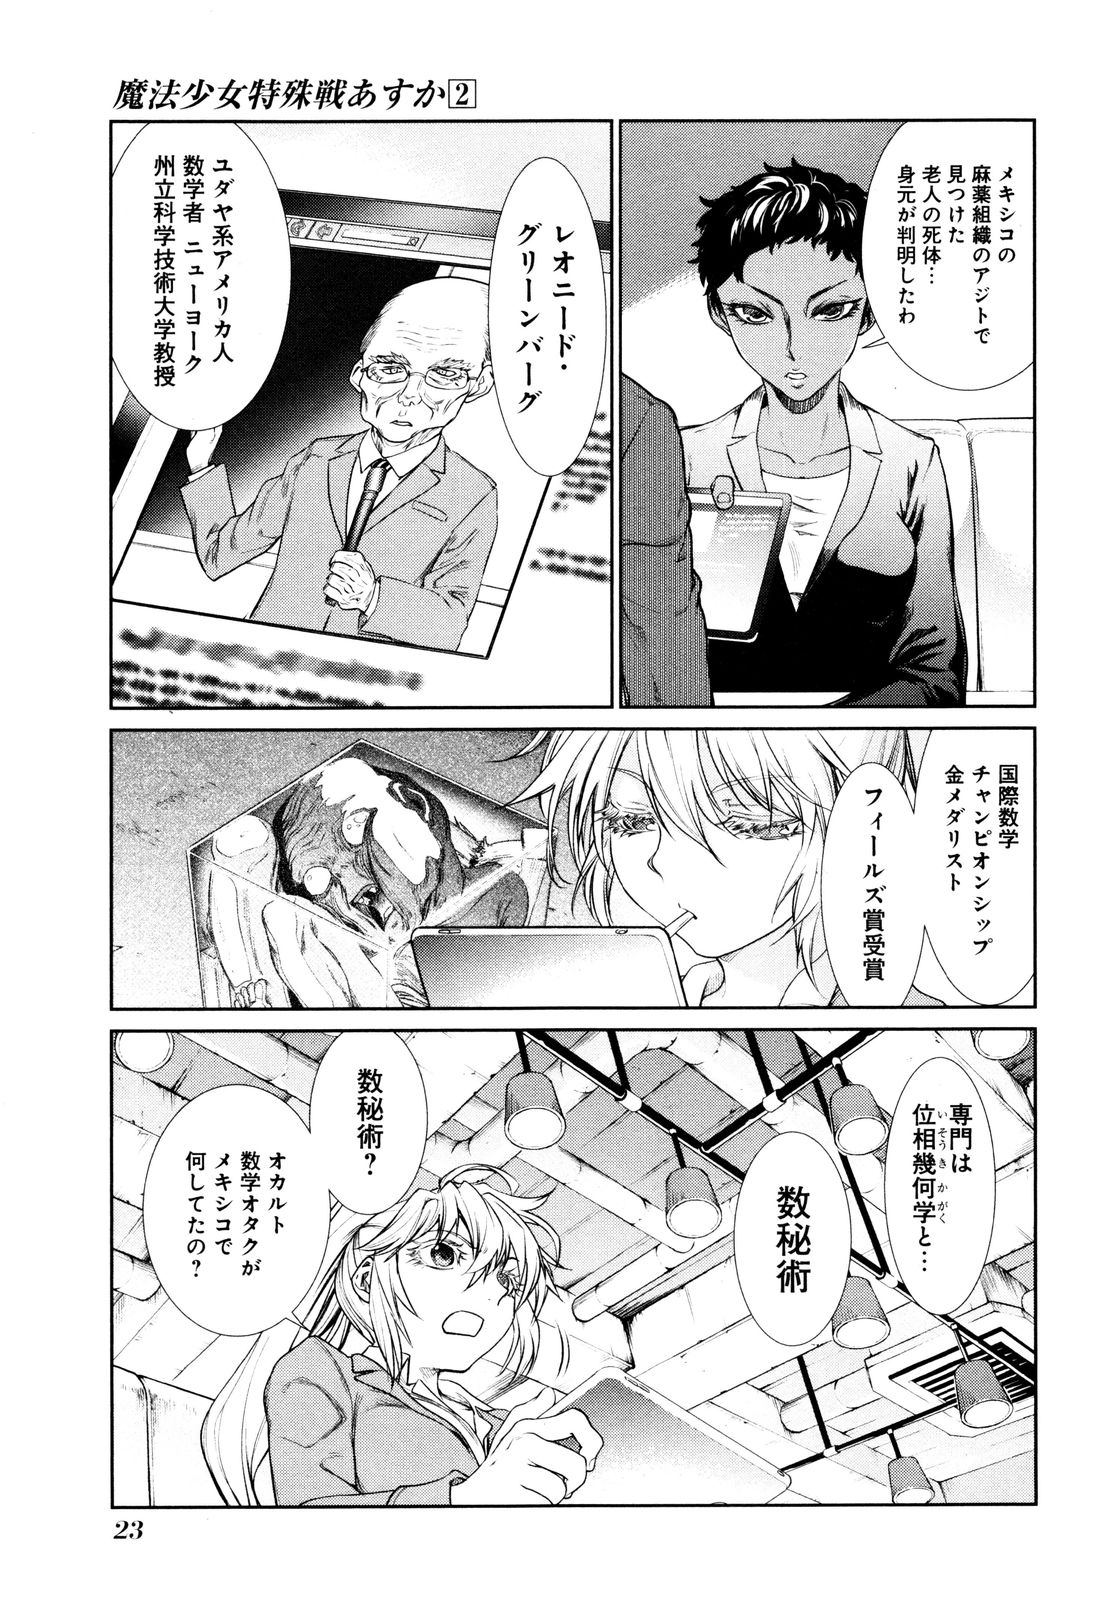 魔法少女特殊戦あすか2
メキシコの
麻薬組織のアジトで
見つけた
老人の死体…
身元が判明したわ
レオニード・
グリーンバーグ
ユダヤ系アメリカ人
数学者 ニューヨーク
州立科学技術大学教授
国際数学
チャンピオンシップ
金メダリスト
フィールズ賞受賞
専門は
位相幾何学と…
いそうきかがく
数秘術
数秘術?
オカルト
数学オタクが
メキシコで
何してたの?
23